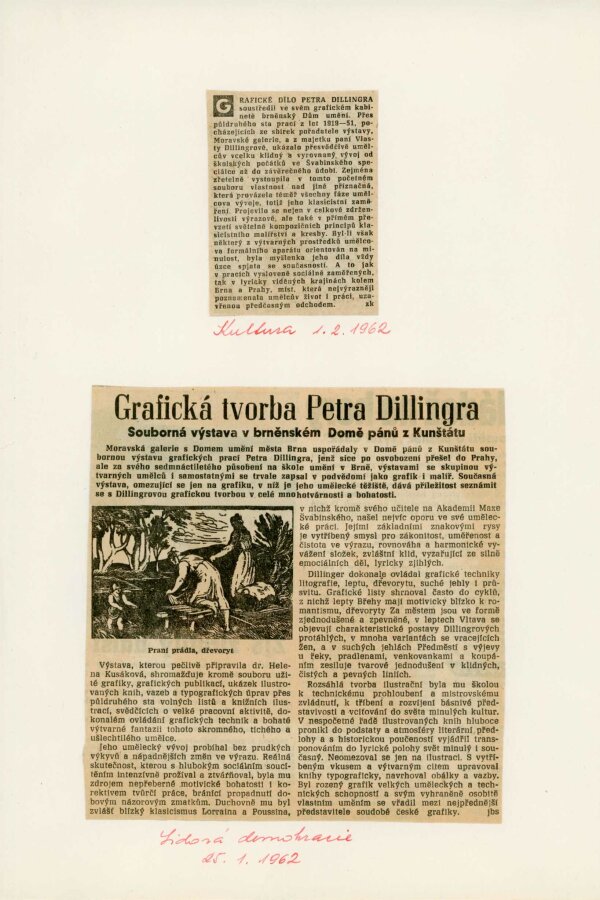 GRAFICKÉ DÍLO PETRA DILLINGRA
soustředil ve svém grafickém kabi-
netě brněnský Dům umění. Přes
půldruhého sta prací z let 1918—51, po-
cházejících ze sbírek pořadatele výstavy,
Moravské galerie, a z majetku paní Vlas-
ty Dillingrové, ukázalo přesvědčivě uměl-
cův vcelku klidný a vyrovnaný vývoj od
školských počátků ve Švabinského spe-
ciálce až do závěrečného údobí. Zejména
zřetelně vystoupila v tomto početném
souboru vlastnost nad jiné příznačná,
která provázela téměř všechny fáze uměl-
cova vývoje, totiž jeho klasicistní zamě-
ření. Projevilo se nejen v celkové zdržen-
livosti výrazové, ale také v přímém pře-
vzetí světelně kompozičních principů kla-
sicistního malířství a kresby. Byl-li však
některý z výtvarných prostředků umělco-
va formálního aparátu orientován na mi-
nulost, byla myšlenka jeho díla vždy
úzce spjata se současností. A to jak
v pracích vysloveně sociálně zaměřených,
tak v lyricky viděných krajinách kolem
Brna a Prahy, míst, která nejvýrazněji
poznamenala umělcův život i práci, uza-
vřenou předčasným odchodem. zk
Kultura 1. 2. 1962
Grafická tvorba Petra Dillingra
Souborná výstava v brněnském Domě pánů z Kunštátu
Moravská galerie s Domem umění města Brna uspořádaly v Domě pánů z Kunštátu sou-
bornou výstavu grafických prací Petra Dillingra, jenž sice po osvobození přešel do Prahy,
ale za svého sedmnáctiletého působení na škole umění v Brně, výstavami se skupinou vý-
tvarných umělců i samostatnými se trvale zapsal v podvědomí jako grafik i malíř. Současná
výstava, omezující se jen na grafiku, v níž je jeho umělecké těžiště, dává příležitost seznámit
se s Dillingrovou grafickou tvorbou v celé mnohotvárnosti a bohatosti.
Praní prádla, dřevoryt
Výstava, kterou pečlivě připravila dr. Hele-
na Kusáková, shromažďuje kromě souboru uži-
té grafiky, grafických publikací, ukázek ilustro-
vaných knih, vazeb a typografických úprav přes
půldruhého sta volných listů a knižních ilust-
rací, svědčících o velké pracovní aktivitě, do-
konalém ovládání grafických technik a bohaté
výtvarné fantazii tohoto skromného, tichého a
ušlechtilého umělce.
Jeho umělecký vývoj probíhal bez prudkých
výkyvů a nápadnějších změn ve výrazu. Reálná
skutečnost, kterou s hlubokým sociálním soucí-
těním intenzívně prožíval a ztvárňoval, byla mu
zdrojem nepřeberné motivické bohatosti i ko-
rektivem tvůrčí práce, bránící propadnutí do-
bovým názorovým zmatkům. Duchovně mu byl
zvlášť blízký klasicismus Lorraina a Poussina,
v nichž kromě svého učitele na Akademii Maxe
Švabinského, našel nejvíc oporu ve své umělec-
ké práci. Jejími základními znakovými rysy
je vytříbený smysl pro zákonitost, uměřenost a
čistota ve výrazu, rovnováha a harmonické vy-
vážení složek, zvláštní klid, vyzařující ze silně
emociálních děl, lyricky zjihlých.
Dillinger dokonale ovládal grafické techniky
litografie, leptu, dřevorytu, suché jehly i prů-
svitu. Grafické listy shrnoval často do cyklů,
z nichž lepty Břehy mají motivicky blízko k ro-
mantismu, dřevoryty Za městem jsou ve formě
zjednodušené a zpevněné, v leptech Vltava se
objevují charakteristické postavy Dillingrových
protáhlých, v mnoha variantách se vracejících
žen, a v suchých jehlách Předměstí s výjevy
u řeky, pradlenami, venkovankami a koupá-
ním zesiluje tvarové jednodušení v klidných,
čistých a pevných liniích.
Rozsáhlá tvorba ilustrační byla mu školou
k technickému prohloubení a mistrovskému
zvládnutí, k tříbení a rozvíjení básnivé před-
stavivosti a vcítování do světa minulých kultur.
V nespočetné řadě ilustrovaných knih hluboce
pronikl do podstaty a atmosféry literární před-
lohy a s historickou poučeností vyjádřil trans-
ponováním do lyrické polohy svět minulý i sou-
časný. Neomezoval se jen na ilustraci. S vytří-
beným vkusem a výtvarným citem upravoval
knihy typograficky, navrhoval obálky a vazby.
Byl rozený grafik velkých uměleckých a tech-
nických schopností a svým vyhraněně osobitě
vlastním uměním se vřadil mezi nejpřednější
představitele soudobé české grafiky. jbs
Lidová demokracie
25. 1. 1962